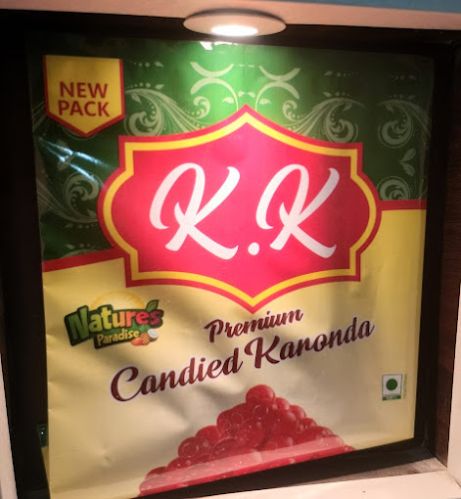 NEW
PACK
K.K
Nature's
Paradise
Premium
Candied Karonda